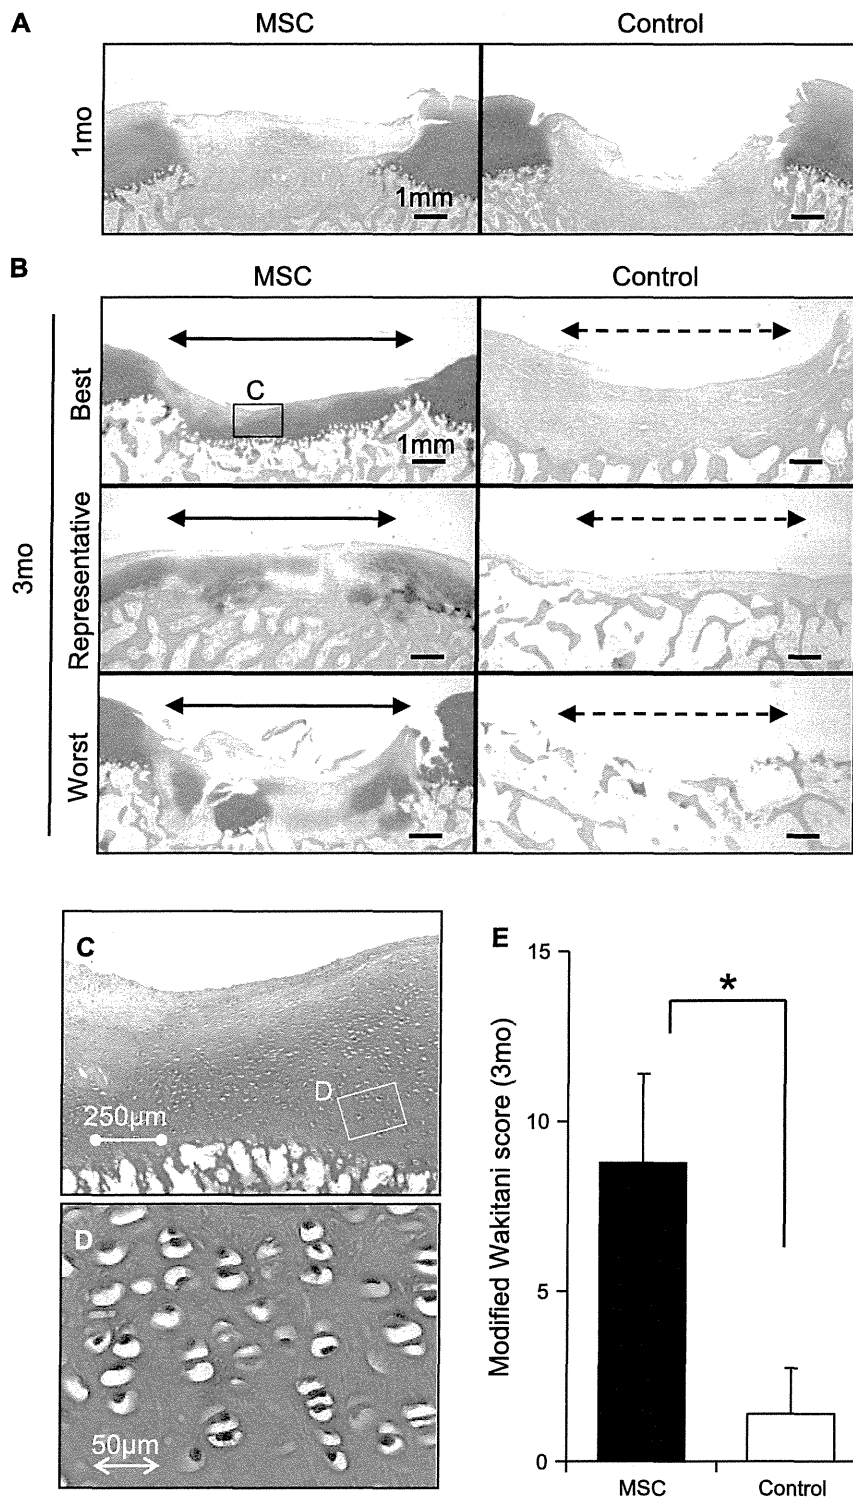 A
MSC
Control
1mo
1mm
B
MSC
Control
3mo
Best
C
1mm
Representative
Worst
C
D
250μm
D
50μm
E
Modified Wakitani score (3mo)
15
10
5
0
*
MSC
Control